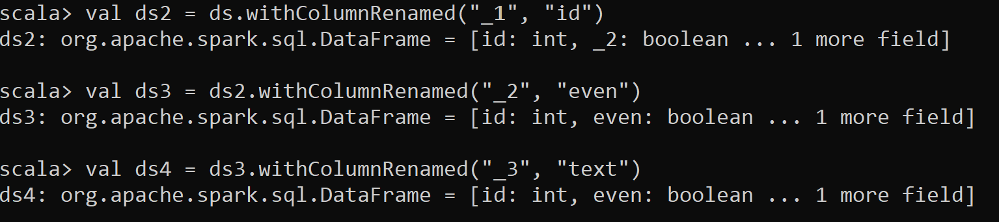 scala> val ds2 = ds.withColumnRenamed("_1", "id")
ds2: org.apache.spark.sql.DataFrame = [id: int, _2: boolean ... 1 more field]
scala> val ds3 = ds2.withColumnRenamed("_2", "even")
ds3: org.apache.spark.sql.DataFrame = [id: int, even: boolean ... 1 more field]
scala> val ds4 = ds3.withColumnRenamed("_3", "text")
ds4: org.apache.spark.sql.DataFrame = [id: int, even: boolean ... 1 more field]